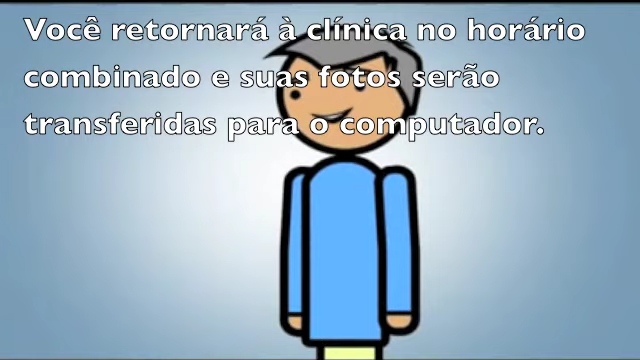 Você retornará à clínica no horário
combinado e suas fotos serão
transferidas para o computador.